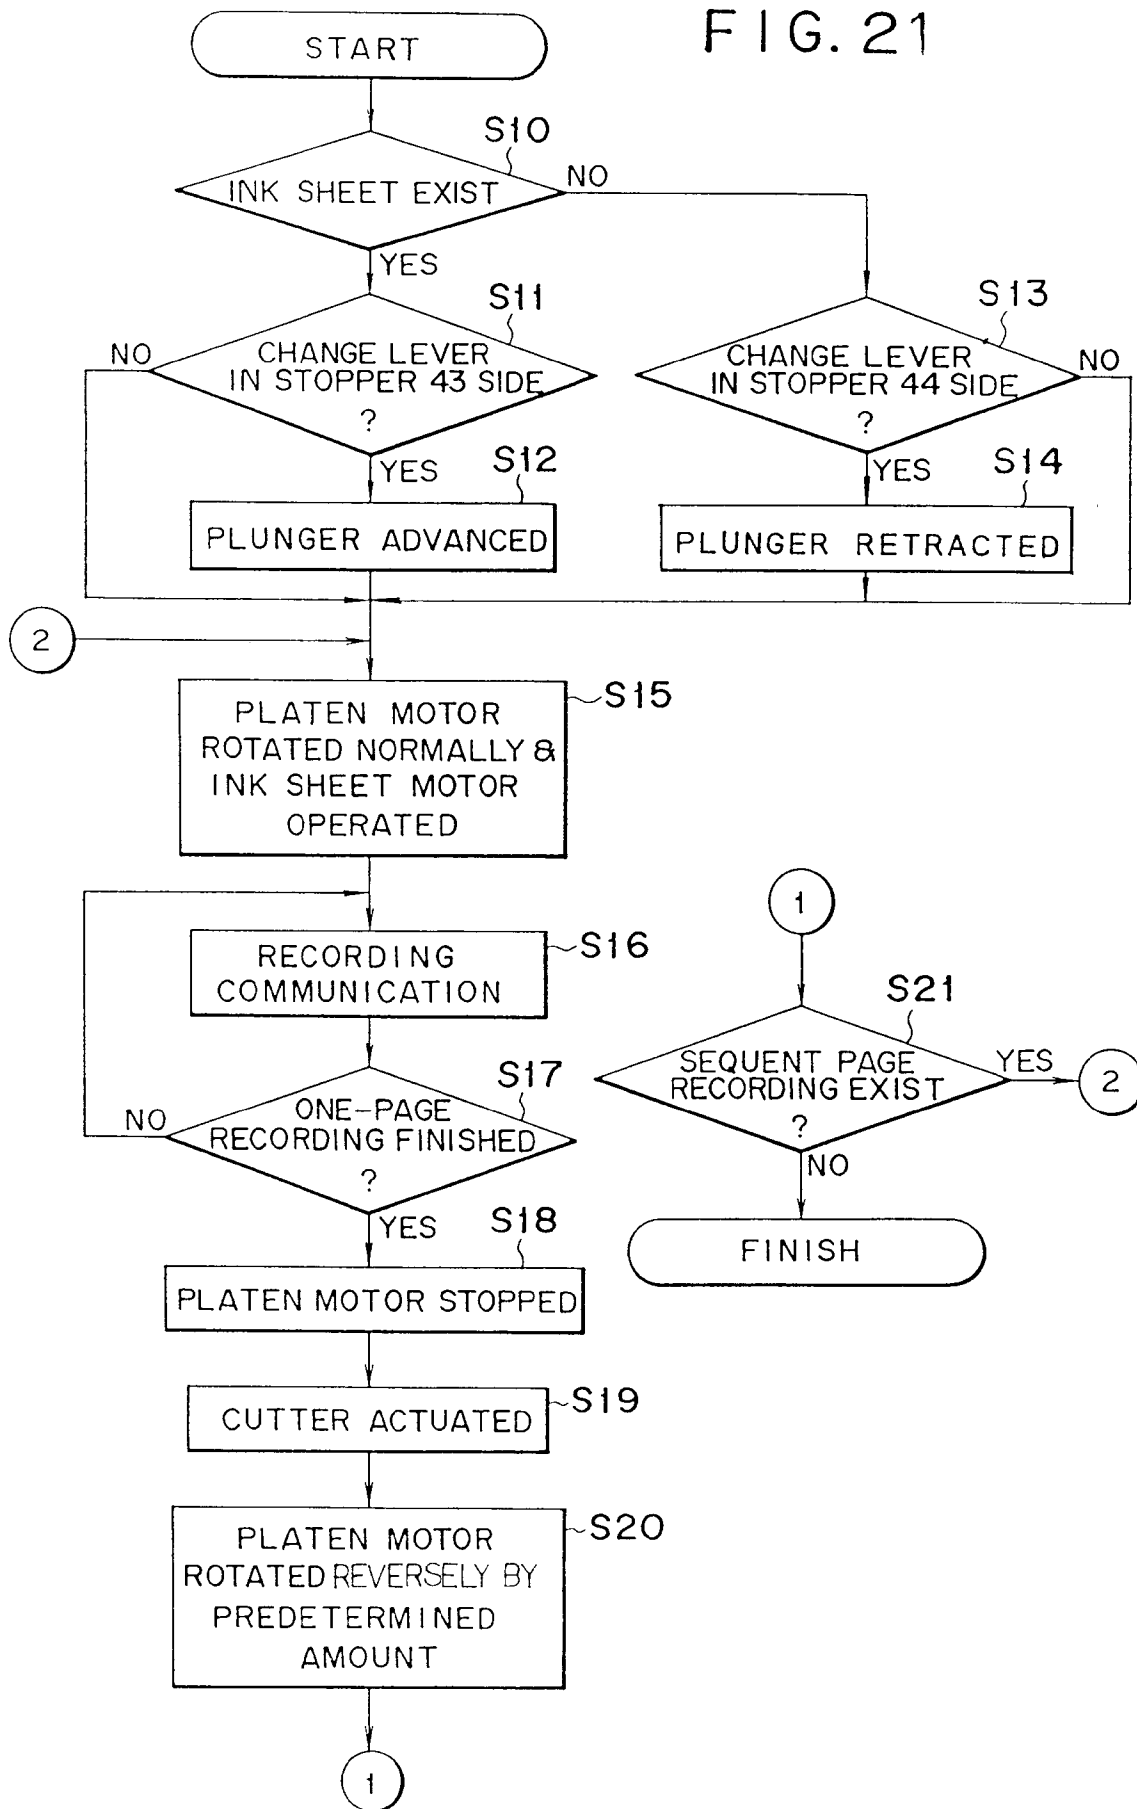 FIG. 21
START
S10
INK SHEET EXIST
NO
YES
S11
CHANGE LEVER
IN STOPPER 43 SIDE
?
NO
YES
S13
CHANGE LEVER
IN STOPPER 44 SIDE
?
NO
YES
S12
PLUNGER ADVANCED
S14
PLUNGER RETRACTED
2
S15
PLATEN MOTOR
ROTATED NORMALLY &
INK SHEET MOTOR
OPERATED
S16
RECORDING
COMMUNICATION
S17
ONE-PAGE
RECORDING FINISHED
?
NO
YES
S18
PLATEN MOTOR STOPPED
S19
CUTTER ACTUATED
S20
PLATEN MOTOR
ROTATED REVERSELY BY
PREDETERMINED
AMOUNT
1
1
S21
SEQUENT PAGE
RECORDING EXIST
?
YES
2
NO
FINISH